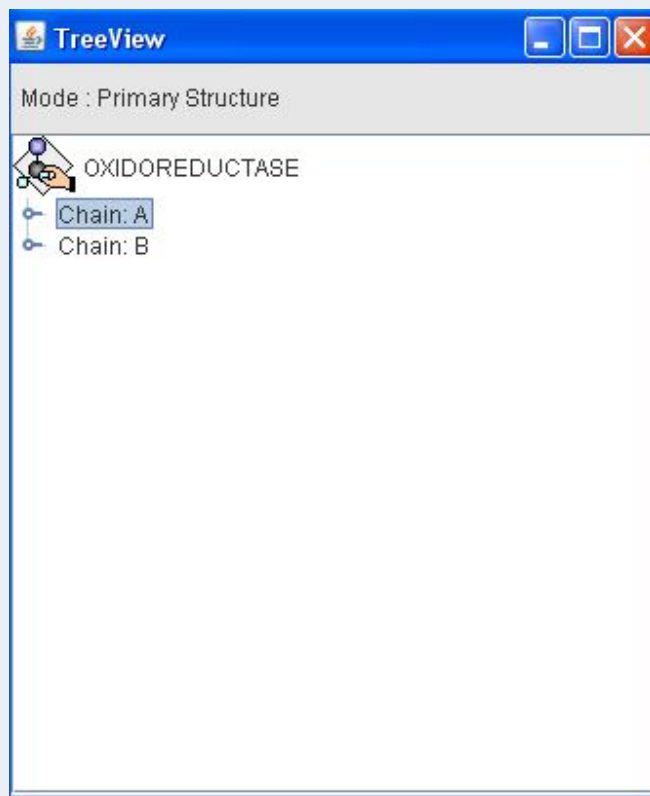 TreeView
Mode : Primary Structure
OXIDOREDUCTASE
Chain: A
Chain: B